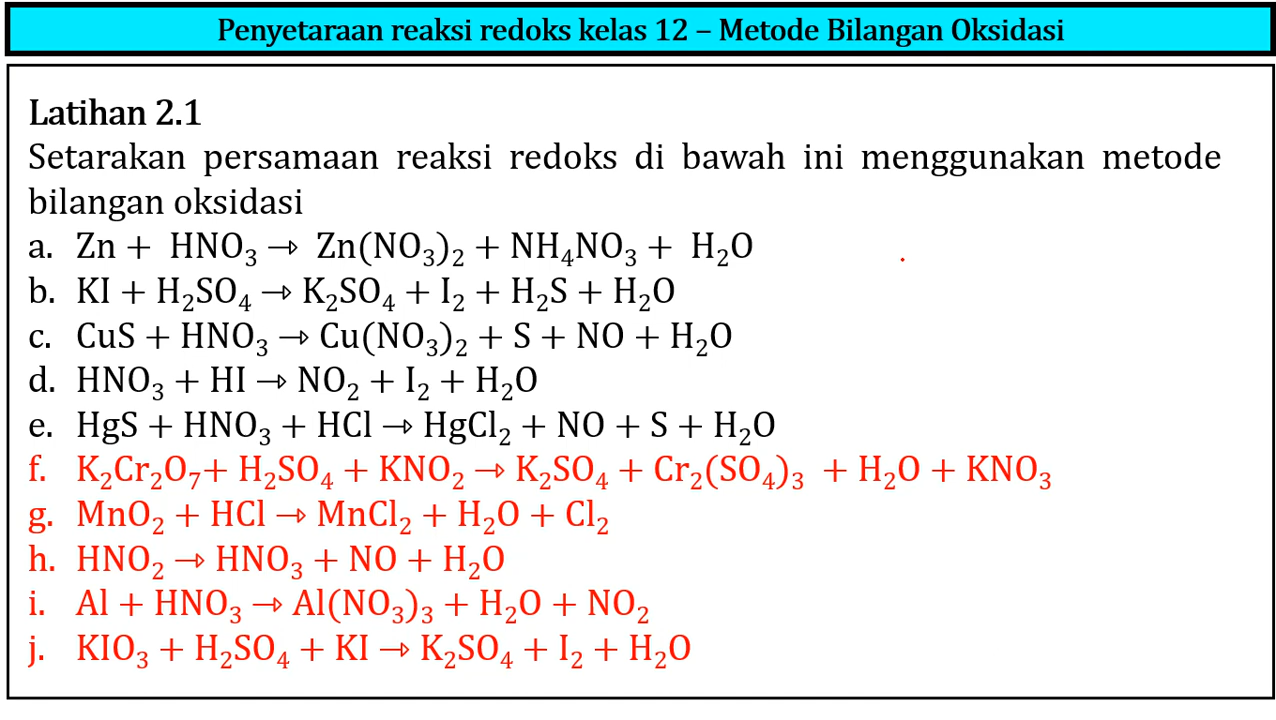 Penyetaraan reaksi redoks kelas 12 – Metode Bilangan Oksidasi
Latihan 2.1
Setarakan persamaan reaksi redoks di bawah ini menggunakan metode
bilangan oksidasi
a. Zn + HNO₃ → Zn(NO₃)₂ + NH₄NO₃ + H₂O
b. KI + H₂SO₄ → K₂SO₄ + I₂ + H₂S + H₂O
c. CuS + HNO₃ → Cu(NO₃)₂ + S + NO + H₂O
d. HNO₃ + HI → NO₂ + I₂ + H₂O
e. HgS + HNO₃ + HCl → HgCl₂ + NO + S + H₂O
f. K₂Cr₂O₇+ H₂SO₄ + KNO₂ → K₂SO₄ + Cr₂(SO₄)₃ + H₂O + KNO₃
g. MnO₂ + HCl → MnCl₂ + H₂O + Cl₂
h. HNO₂ → HNO₃ + NO + H₂O
i. Al + HNO₃ → Al(NO₃)₃ + H₂O + NO₂
j. KIO₃ + H₂SO₄ + KI → K₂SO₄ + I₂ + H₂O